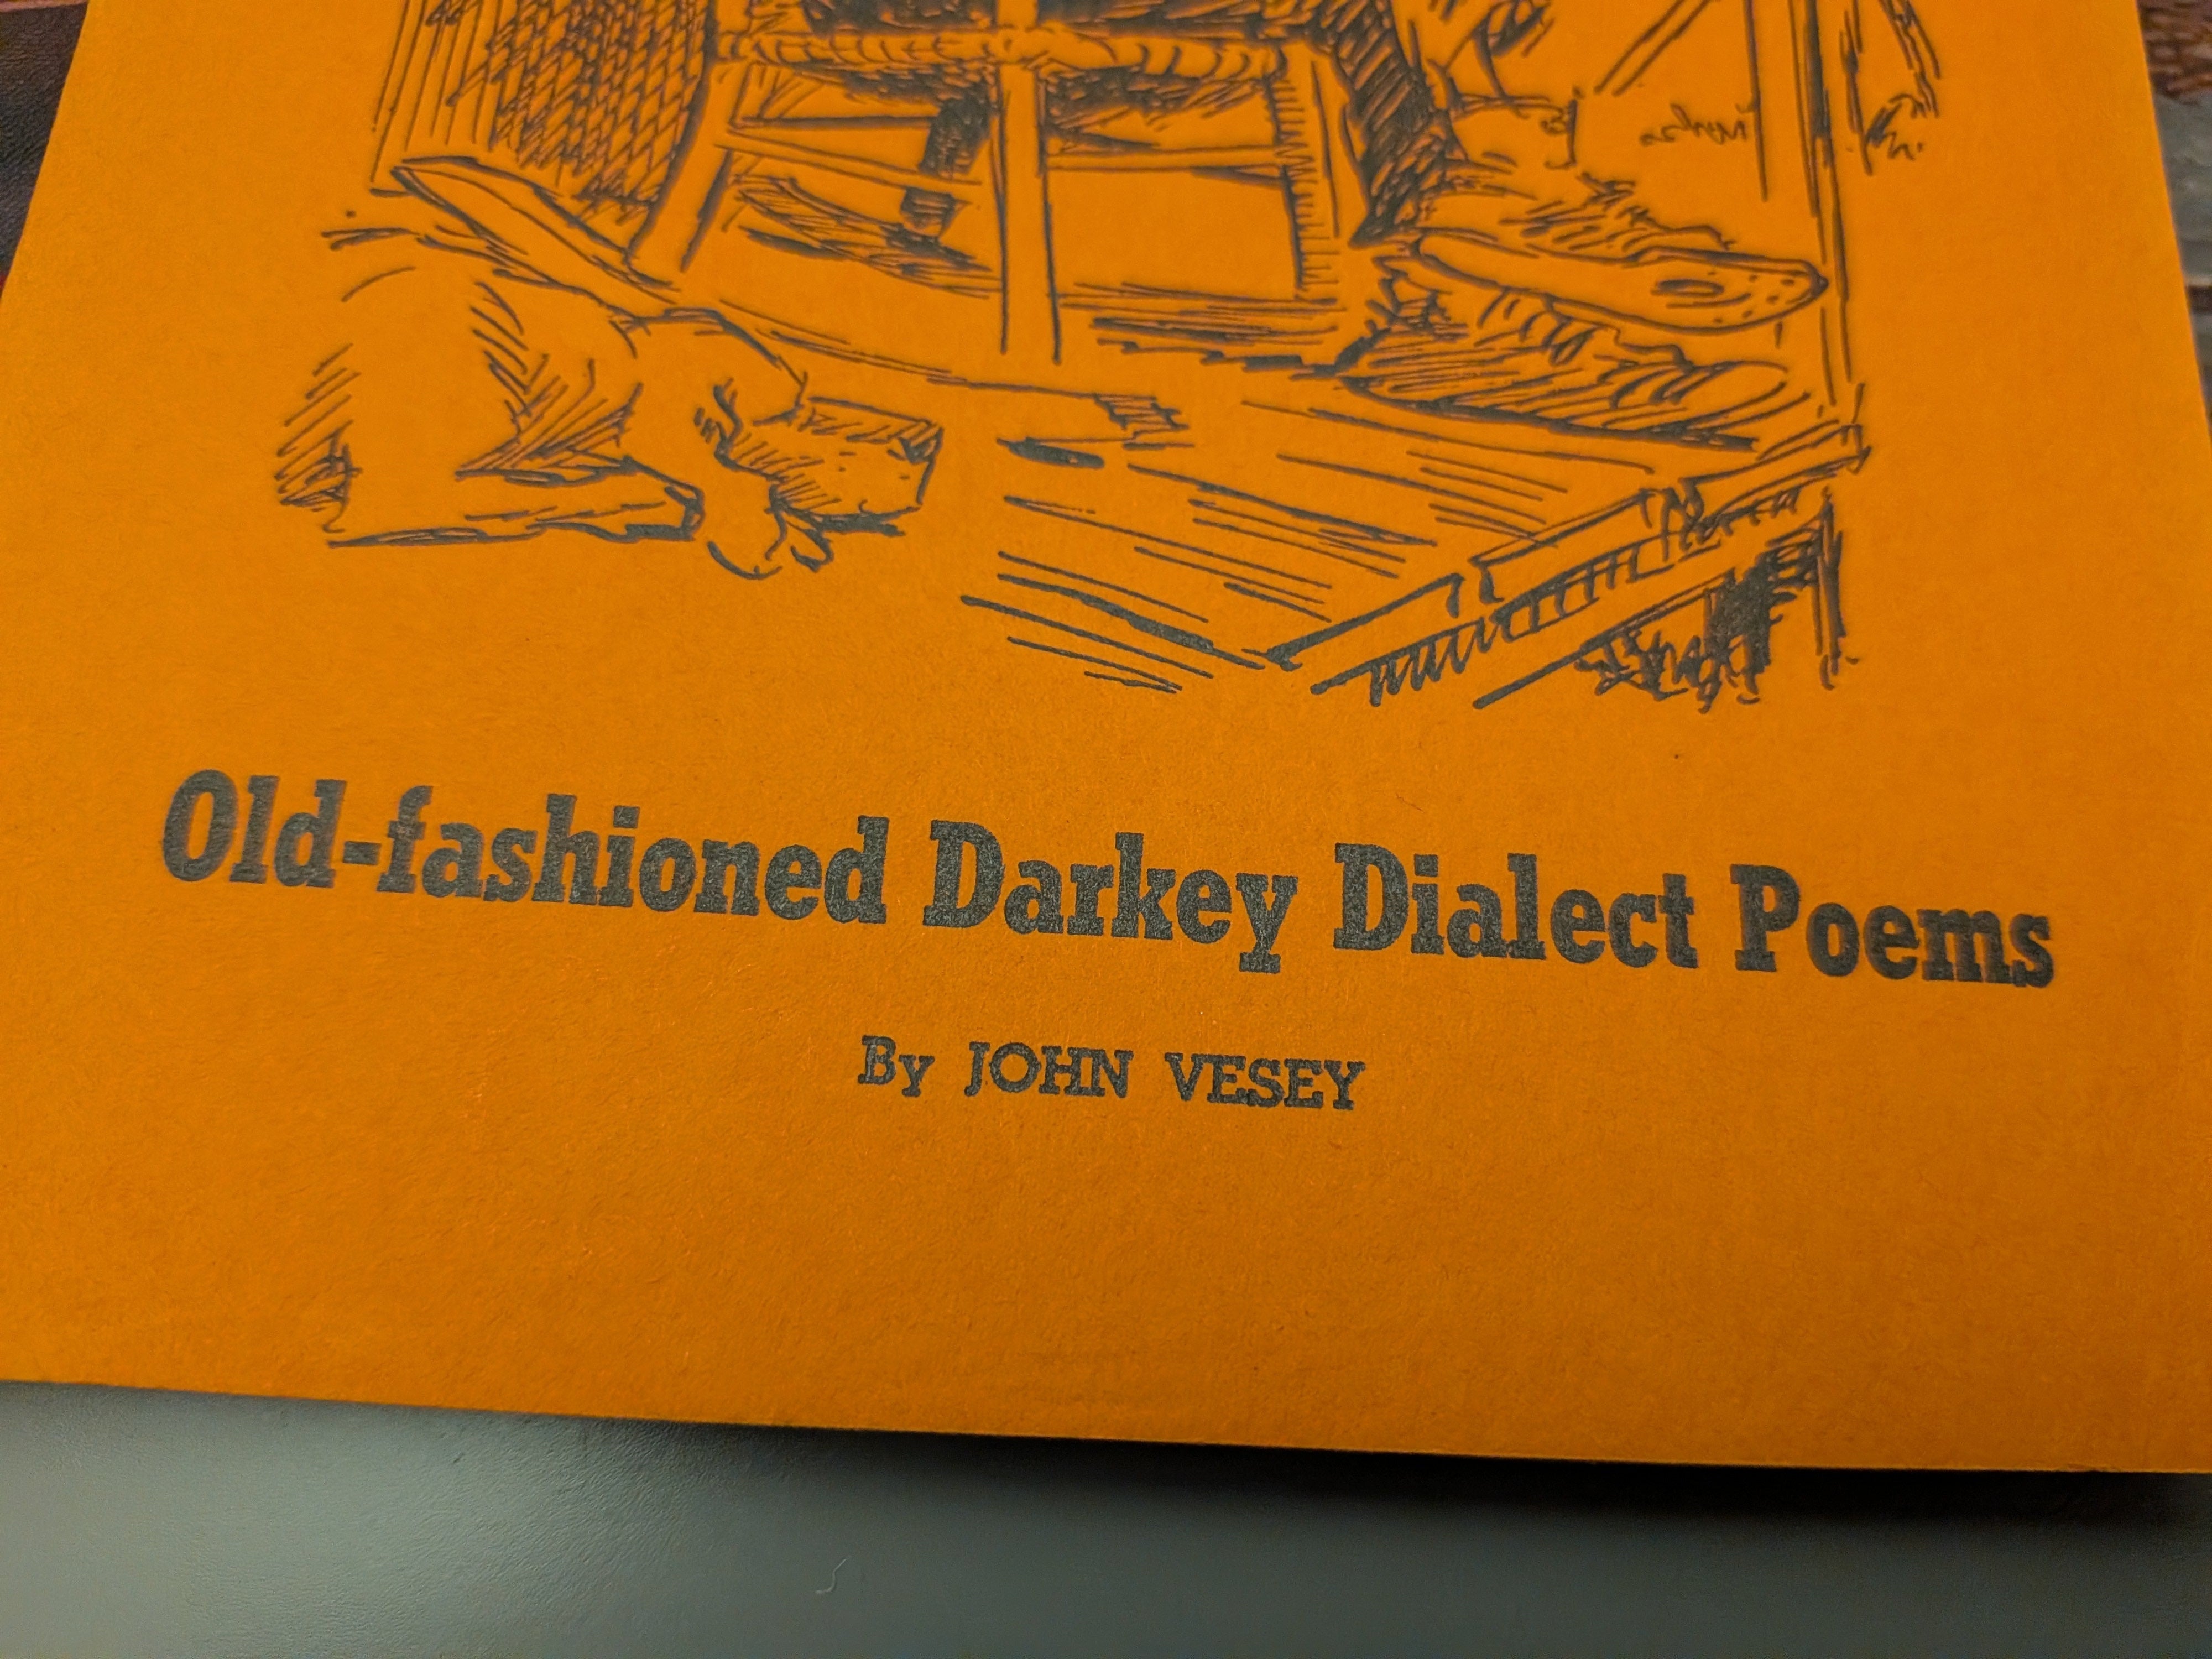 Old-fashioned Darkey Dialect Poems
By JOHN VESEY